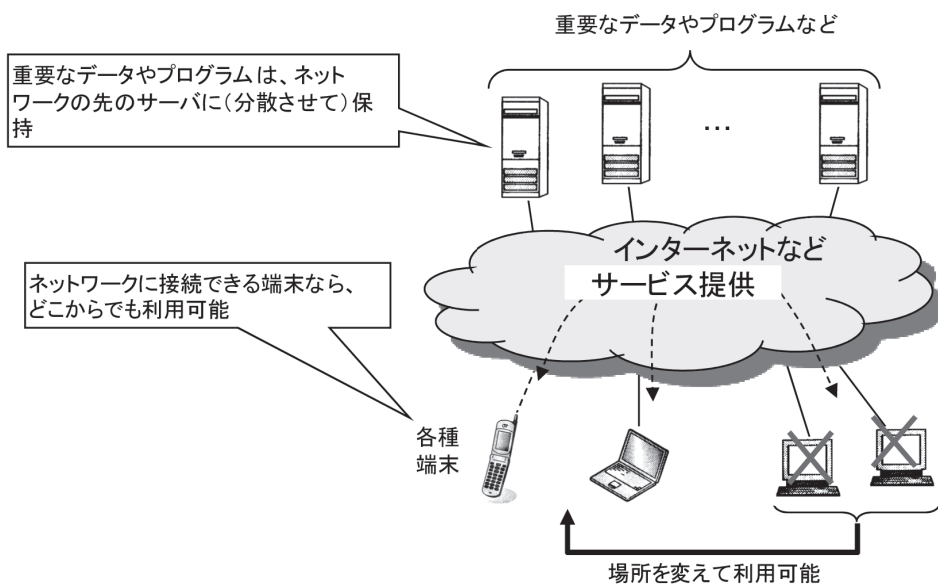 重要なデータやプログラムなど
重要なデータやプログラムは、ネット
ワークの先のサーバに(分散させて)保
持
…
インターネットなど
サービス提供
ネットワークに接続できる端末なら、
どこからでも利用可能
各種
端末
場所を変えて利用可能